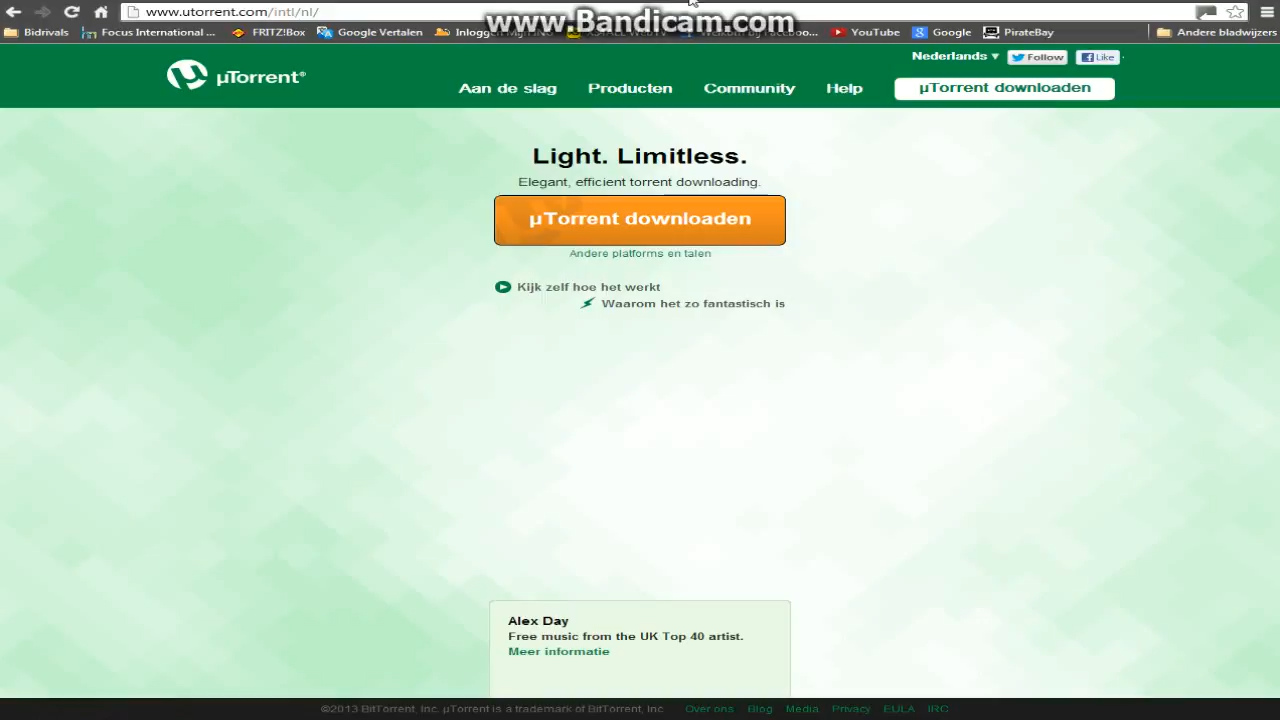 www.utorrent.com/intl/nl/
www.Bandicam.com
Bidrivals
Focus International ...
FRITZ!Box
Google Vertalen
YouTube
Google
PirateBay
Andere bladwijzers
µTorrent®
Nederlands ▾
Follow
Like
Aan de slag
Producten
Community
Help
µTorrent downloaden
Light. Limitless.
Elegant, efficient torrent downloading.
µTorrent downloaden
Andere platforms en talen
Kijk zelf hoe het werkt
Waarom het zo fantastisch is
Alex Day
Free music from the UK Top 40 artist.
Meer informatie
©2013 BitTorrent, Inc. µTorrent is a trademark of BitTorrent, Inc. Over ons Blog Media Privacy EULA IRC